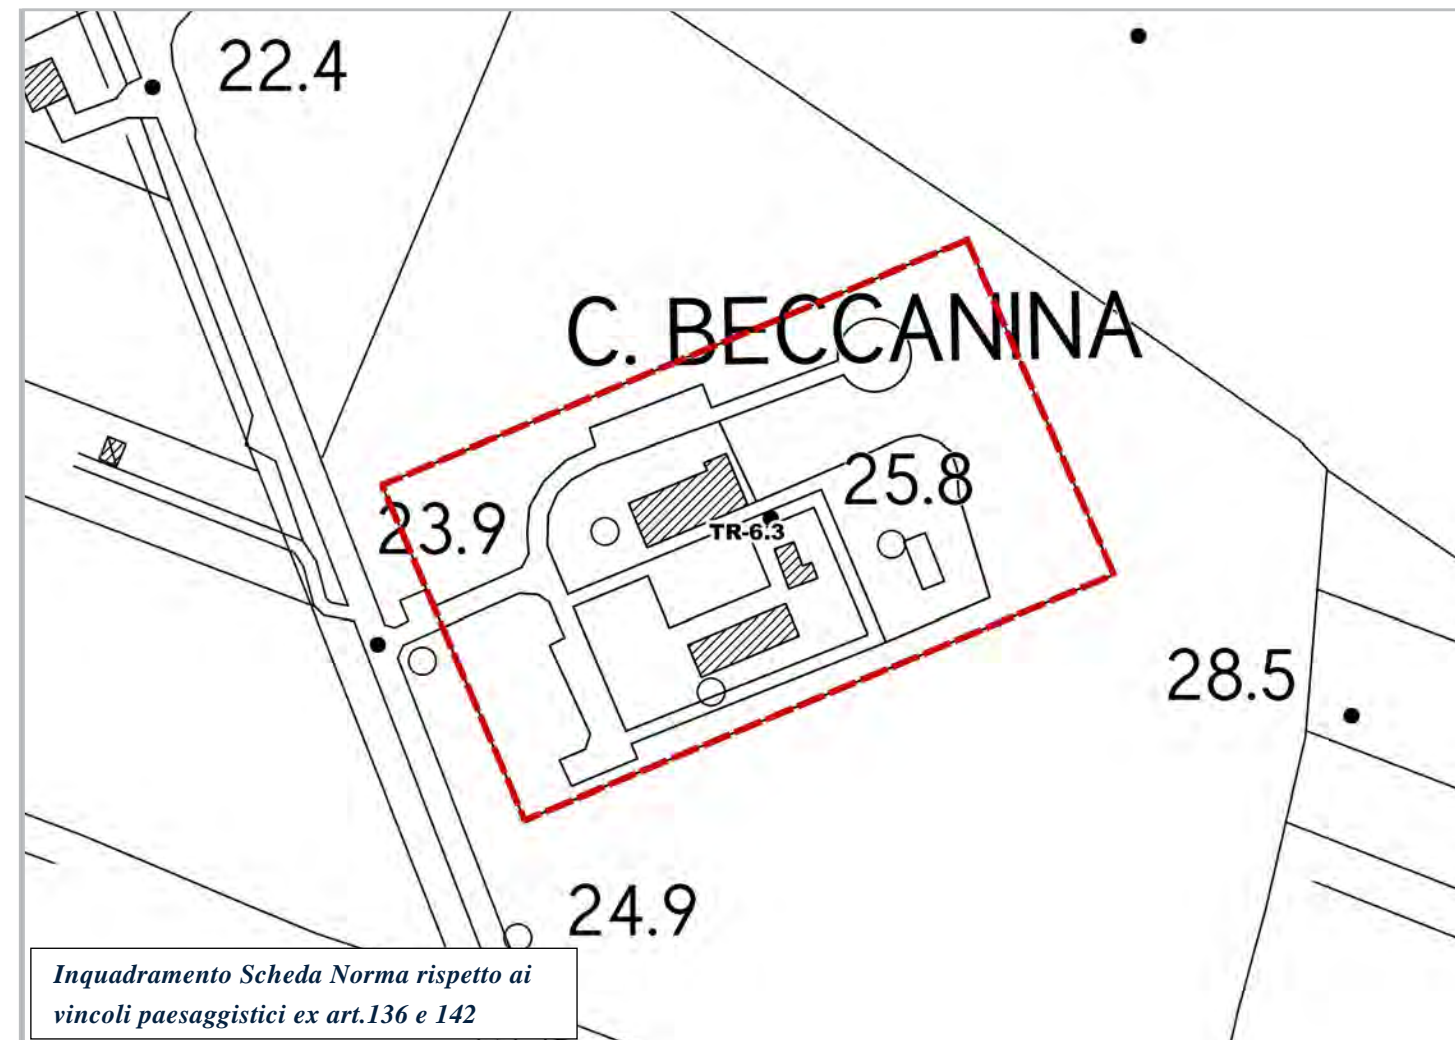 22.4
C. BECCANINA
25.8
23.9
TR-6.3
28.5
24.9
Inquadramento Scheda Norma rispetto ai
vincoli paesaggistici ex art.136 e 142